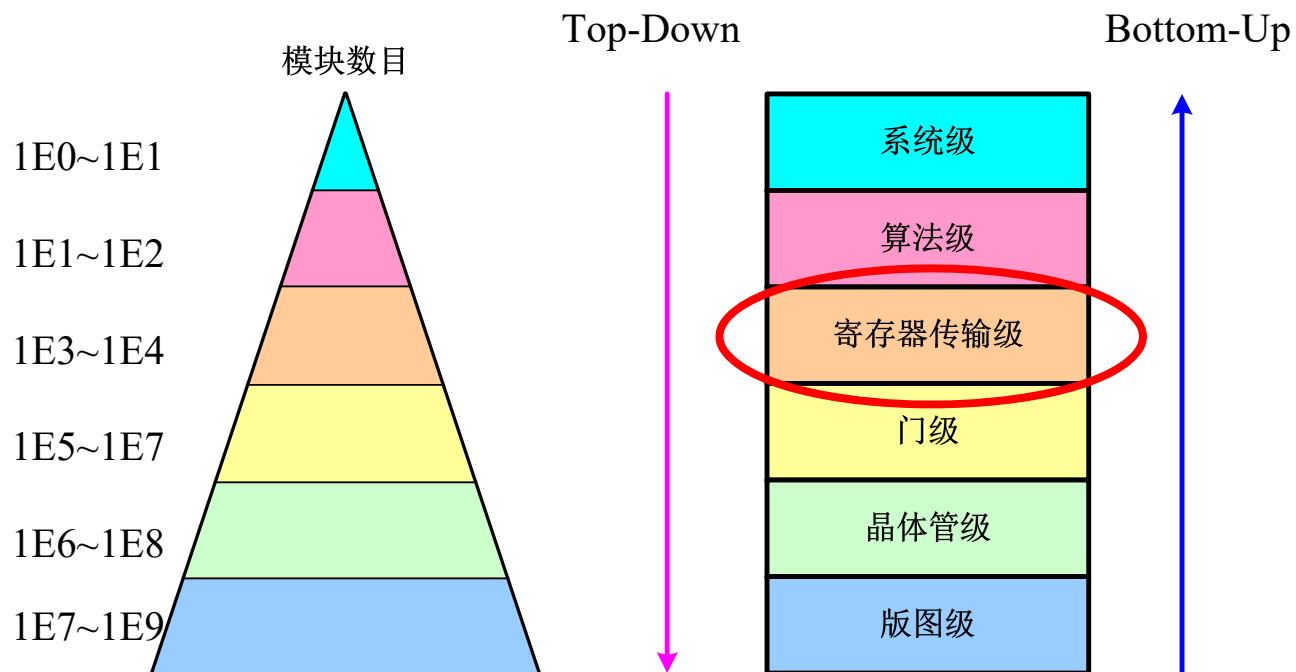 Top-Down
Bottom-Up
模块数目
1E0~1E1
系统级
1E1~1E2
算法级
1E3~1E4
寄存器传输级
1E5~1E7
门级
1E6~1E8
晶体管级
1E7~1E9
版图级